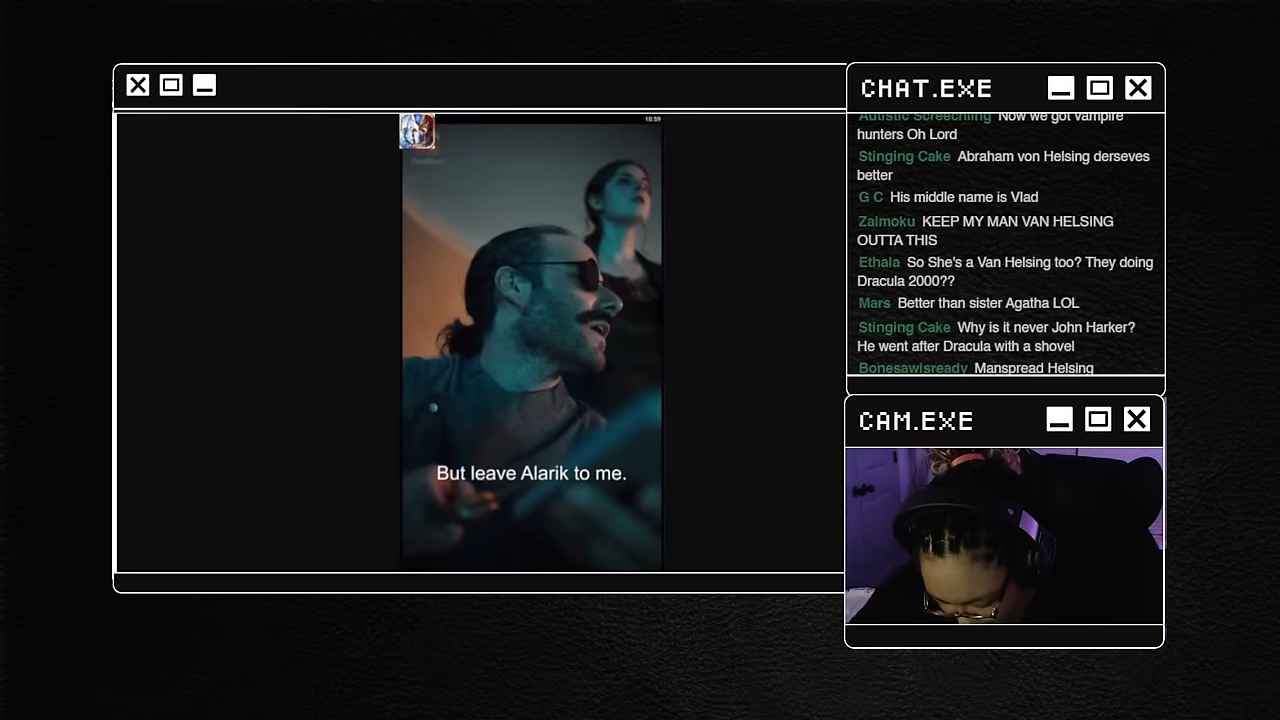 10:59
But leave Alarik to me.
CHAT.EXE
Autistic Screeching Now we got vampire
hunters Oh Lord
Stinging Cake Abraham von Helsing derseves
better
G C His middle name is Vlad
Zaimoku KEEP MY MAN VAN HELSING
OUTTA THIS
Ethala So She's a Van Helsing too? They doing
Dracula 2000??
Mars Better than sister Agatha LOL
Stinging Cake Why is it never John Harker?
He went after Dracula with a shovel
Bonesawisready Manspread Helsing
CAM.EXE